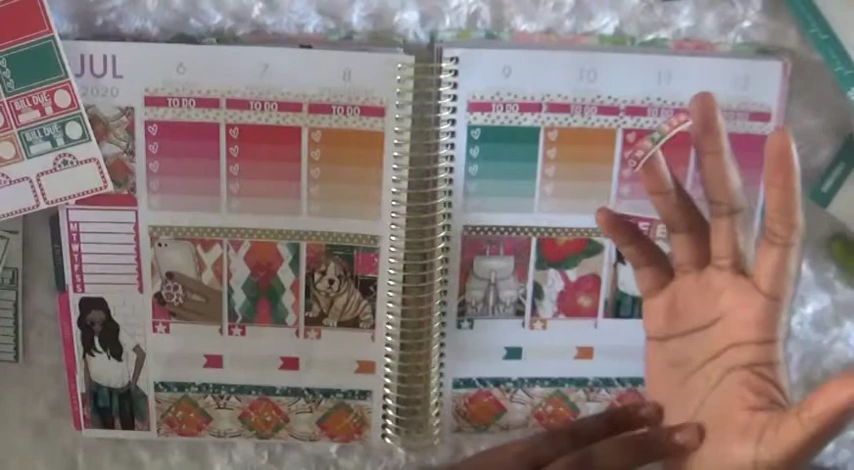 JUL
2020
6
7
8
9
10
11
TO DO
TO DO
TO DO
TO DO
TO DO
TO DO
BILL DUE
BILL DUE
M
T
W
T
F
S
S